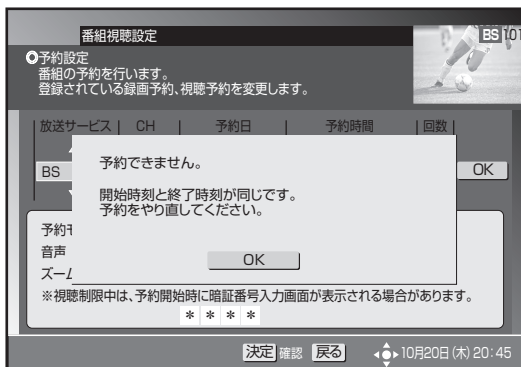 番組視聴設定
BS 101
予約設定
番組の予約を行います。
登録されている録画予約、視聴予約を変更します。
放送サービス CH 予約日 予約時間 回数
BS
OK
予約できません。
開始時刻と終了時刻が同じです。
予約をやり直してください。
OK
予約
音声
ズーム
※視聴制限中は、予約開始時に暗証番号入力画面が表示される場合があります。
* * * *
決定 確認 戻る 10月20日(木) 20:45